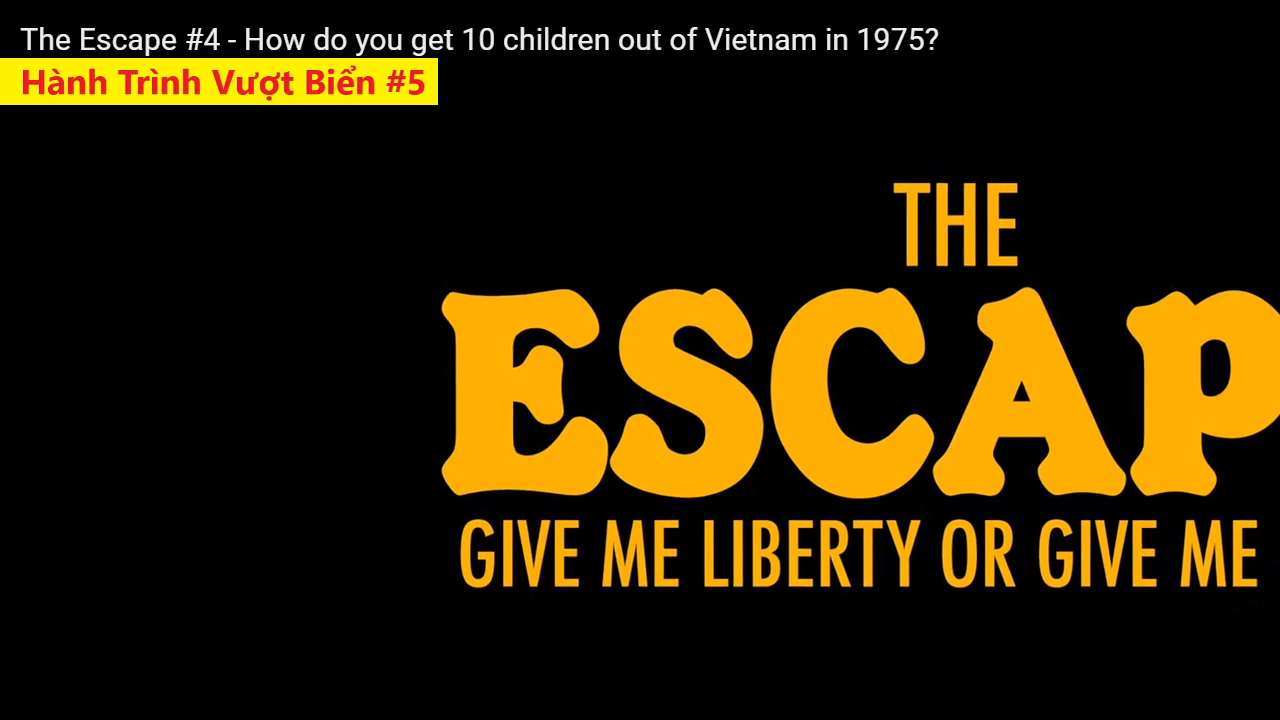 The Escape #4 - How do you get 10 children out of Vietnam in 1975?
Hành Trình Vượt Biển #5
THE
ESCAP
GIVE ME LIBERTY OR GIVE ME